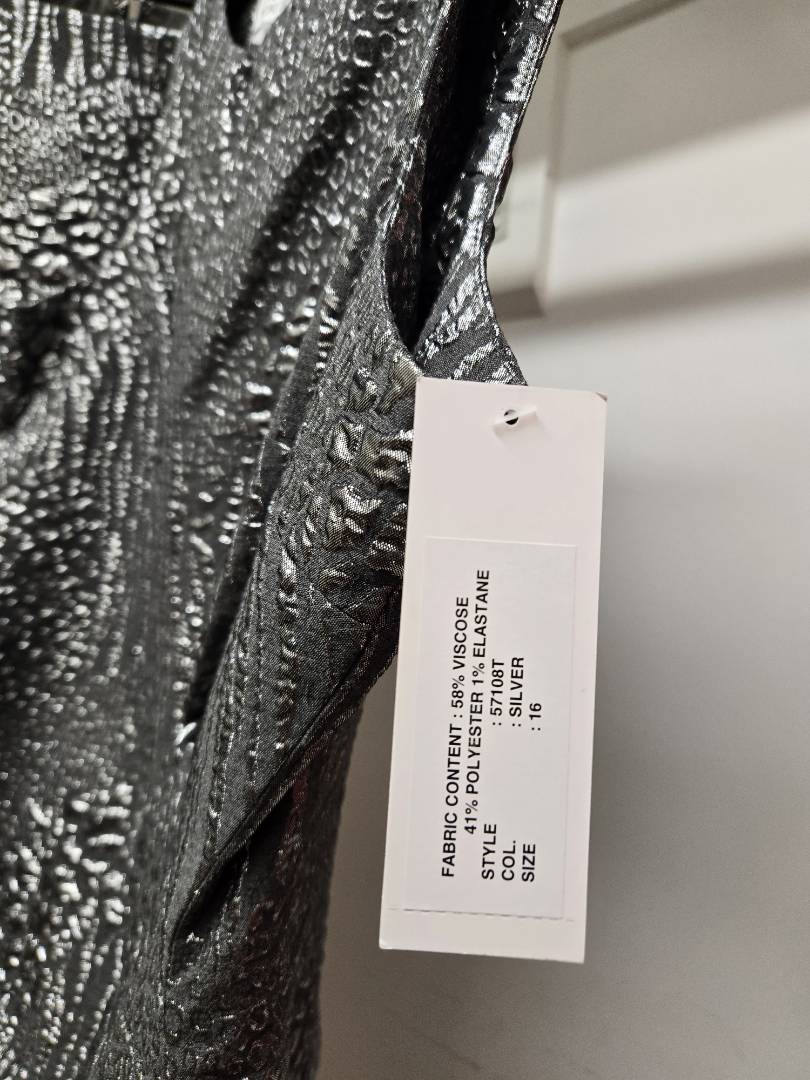 FABRIC CONTENT : 58% VISCOSE
41% POLYESTER 1% ELASTANE
STYLE : 57108T
COL. : SILVER
SIZE : 16